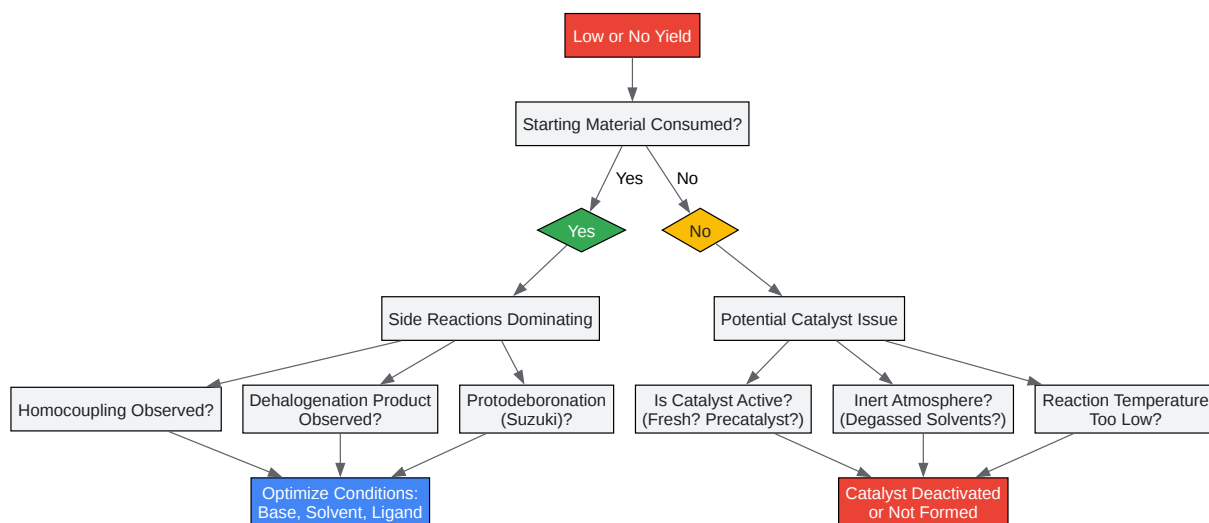 Low or No Yield
Starting Material Consumed?
Yes
No
Yes
No
Side Reactions Dominating
Potential Catalyst Issue
Homocoupling Observed?
Dehalogenation Product
Observed?
Protodeboronation
(Suzuki)?
Is Catalyst Active?
(Fresh? Precatalyst?)
Inert Atmosphere?
(Degassed Solvents?)
Reaction Temperature
Too Low?
Optimize Conditions:
Base, Solvent, Ligand
Catalyst Deactivated
or Not Formed